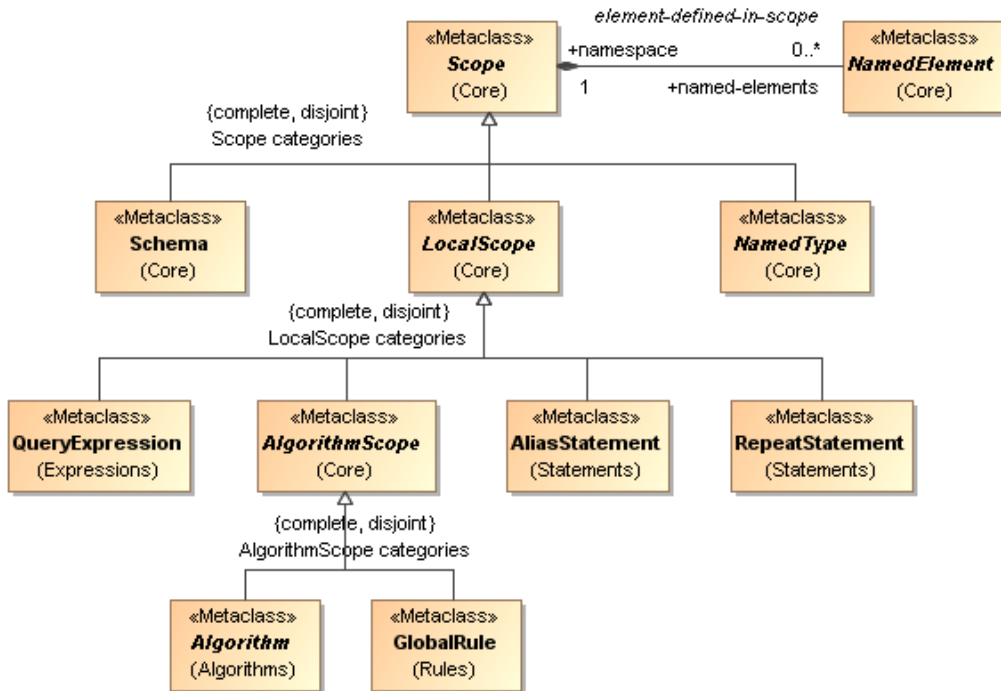 element-defined-in-scope
«Metaclass»
Scope
(Core)
+namespace
0..*
1
+named-elements
«Metaclass»
NamedElement
(Core)
{complete, disjoint}
Scope categories
«Metaclass»
Schema
(Core)
«Metaclass»
LocalScope
(Core)
«Metaclass»
NamedType
(Core)
{complete, disjoint}
LocalScope categories
«Metaclass»
QueryExpression
(Expressions)
«Metaclass»
AlgorithmScope
(Core)
«Metaclass»
AliasStatement
(Statements)
«Metaclass»
RepeatStatement
(Statements)
{complete, disjoint}
AlgorithmScope categories
«Metaclass»
Algorithm
(Algorithms)
«Metaclass»
GlobalRule
(Rules)